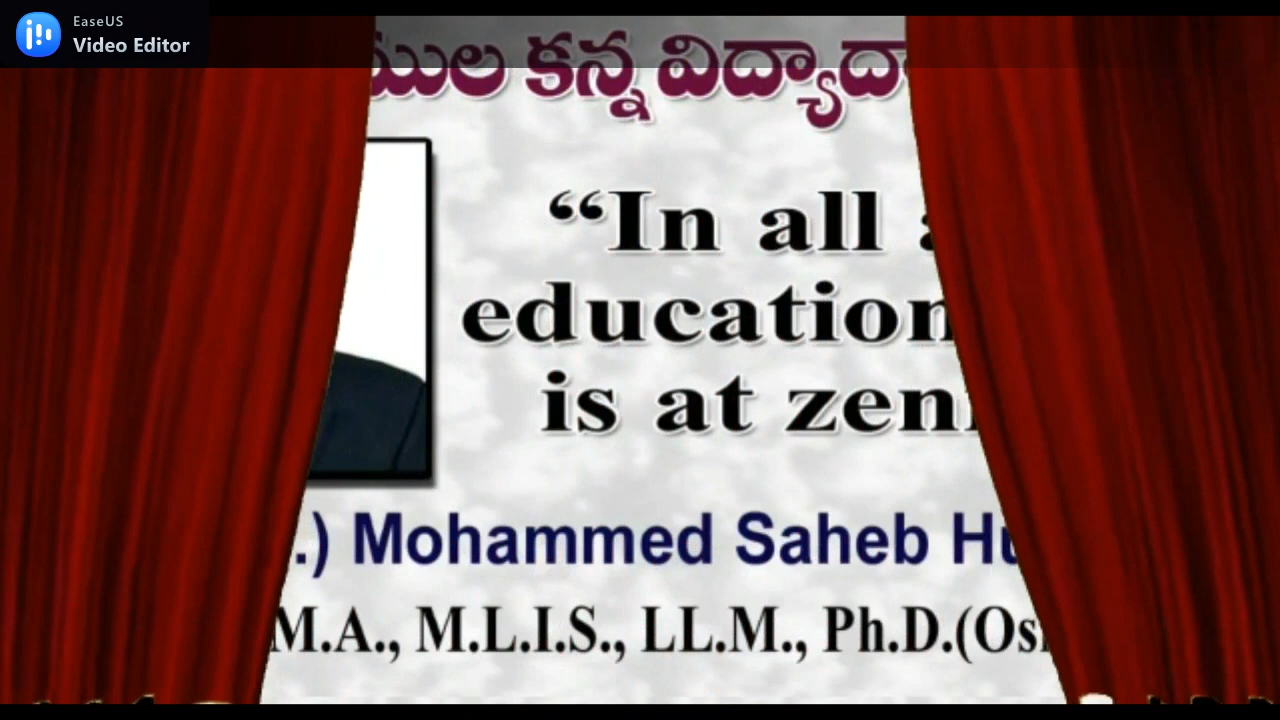 EaseUS
Video Editor
ముల కన్న విద్యాదా
“In all
education
is at zen
.) Mohammed Saheb Hu
M.A., M.L.I.S., LL.M., Ph.D.(Os